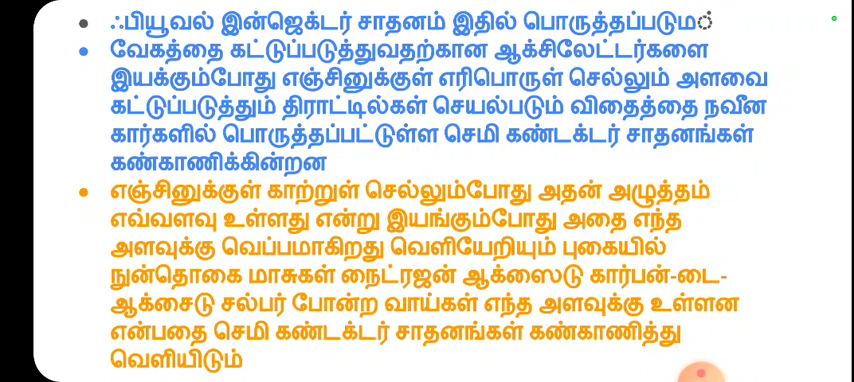 ஃபியூவல் இன்ஜெக்டர் சாதனம் இதில் பொருத்தப்படும்
வேகத்தை கட்டுப்படுத்துவதற்கான ஆக்சிலேட்டர்களை
இயக்கும்போது எஞ்சினுக்குள் எரிபொருள் செல்லும் அளவை
கட்டுப்படுத்தும் திராட்டில்கள் செயல்படும் விதைத்தை நவீன
கார்களில் பொருத்தப்பட்டுள்ள செமி கண்டக்டர் சாதனங்கள்
கண்காணிக்கின்றன
எஞ்சினுக்குள் காற்றுள் செல்லும்போது அதன் அழுத்தம்
எவ்வளவு உள்ளது என்று இயங்கும்போது அதை எந்த
அளவுக்கு வெப்பமாகிறது வெளியேறியும் புகையில்
நுன்தொகை மாசுகள் நைட்ரஜன் ஆக்ஸைடு கார்பன்-டை-
ஆக்சைடு சல்பர் போன்ற வாய்கள் எந்த அளவுக்கு உள்ளன
என்பதை செமி கண்டக்டர் சாதனங்கள் கண்காணித்து
வெளியிடும்